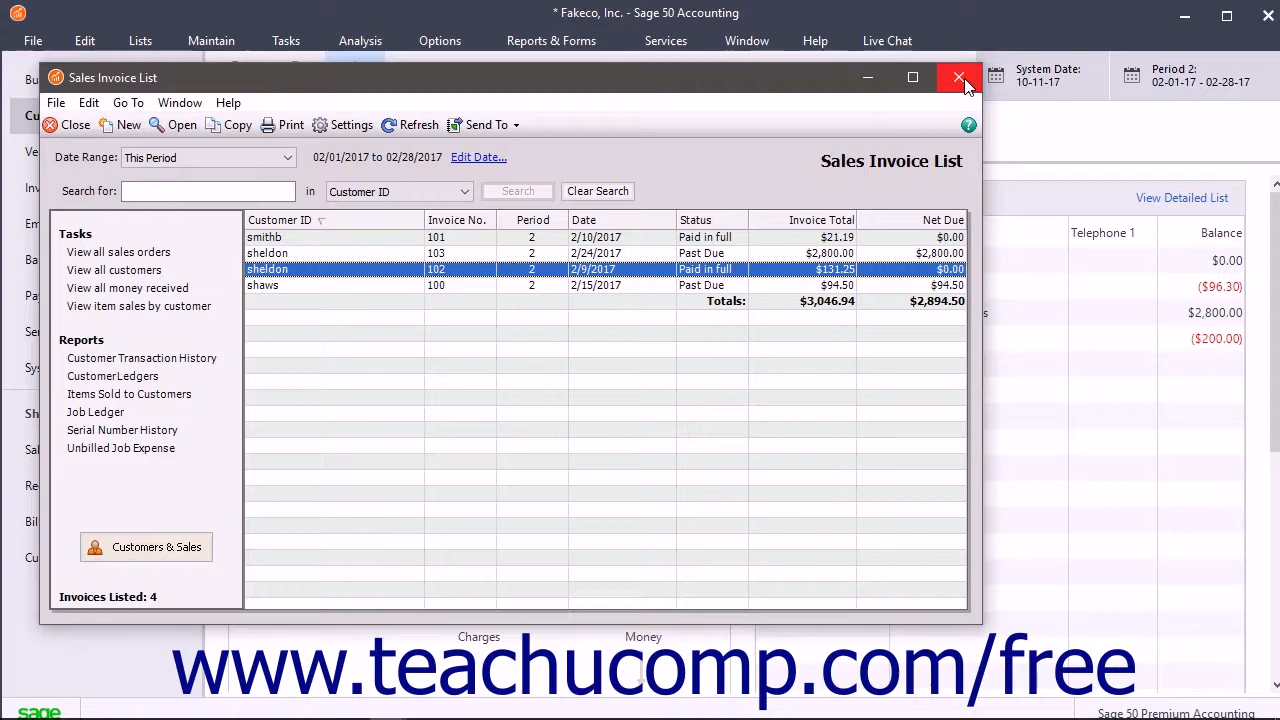 * Fakeco, Inc. - Sage 50 Accounting
File Edit Lists Maintain Tasks Analysis Options Reports & Forms Services Window Help Live Chat
System Date:
10-11-17
Period 2:
02-01-17 - 02-28-17
Sales Invoice List
File Edit Go To Window Help
Close New Open Copy Print Settings Refresh Send To
Date Range: This Period 02/01/2017 to 02/28/2017 Edit Date...
Sales Invoice List
Search for: in Customer ID Search Clear Search
Tasks
View all sales orders
View all customers
View all money received
View item sales by customer
Reports
Customer Transaction History
Customer Ledgers
Items Sold to Customers
Job Ledger
Serial Number History
Unbilled Job Expense
Customers & Sales
Invoices Listed: 4
Customer ID Invoice No. Period Date Status Invoice Total Net Due
smithb 101 2 2/10/2017 Paid in full $21.19 $0.00
sheldon 103 2 2/24/2017 Past Due $2,800.00 $2,800.00
sheldon 102 2 2/9/2017 Paid in full $131.25 $0.00
shaws 100 2 2/15/2017 Past Due $94.50 $94.50
Totals: $3,046.94 $2,894.50
View Detailed List
Telephone 1 Balance
$0.00
($96.30)
$2,800.00
($200.00)
Charges Money
www.teachucomp.com/free
sage
Sage 50 Premium Accounting